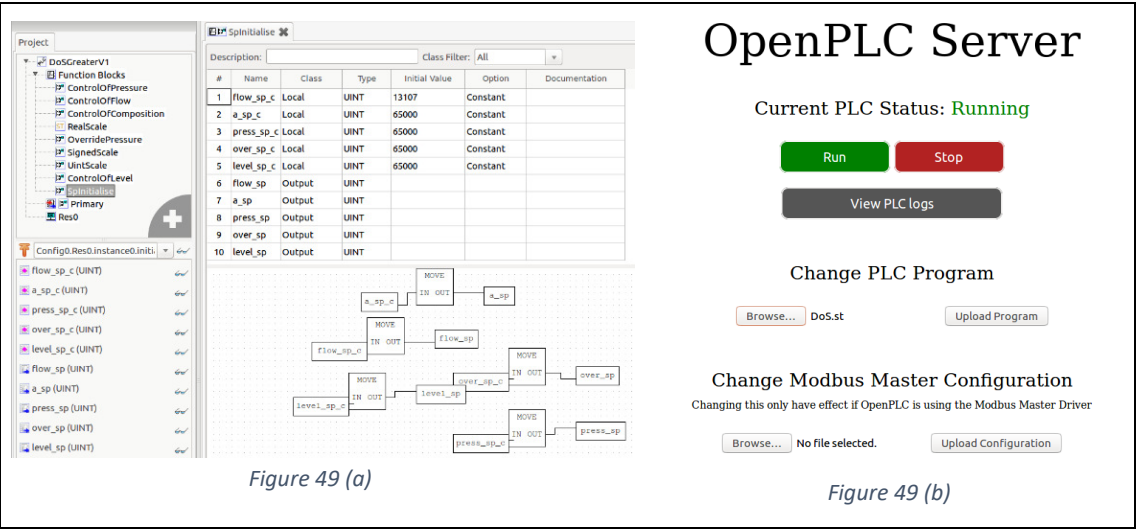 SpInitialise
Project
DoSGreaterV1
Function Blocks
ControlOfPressure
ControlOfFlow
ControlOfComposition
RealScale
OverridePressure
SignedScale
UintScale
ControlOfLevel
SpInitialise
Primary
Res0
Config0.Res0.instance0.initi.
flow_sp_c (UINT)
a_sp_c (UINT)
press_sp_c (UINT)
over_sp_c (UINT)
level_sp_c (UINT)
flow_sp (UINT)
a_sp (UINT)
press_sp (UINT)
over_sp (UINT)
level_sp (UINT)
Description: Class Filter: All
# Name Class Type Initial Value Option Documentation
1 flow_sp_c Local UINT 13107 Constant
2 a_sp_c Local UINT 65000 Constant
3 press_sp_c Local UINT 65000 Constant
4 over_sp_c Local UINT 65000 Constant
5 level_sp_c Local UINT 65000 Constant
6 flow_sp Output UINT
7 a_sp Output UINT
8 press_sp Output UINT
9 over_sp Output UINT
10 level_sp Output UINT
MOVE
a_sp_c IN OUT a_sp
MOVE
flow_sp_c IN OUT flow_sp
MOVE
over_sp_c IN OUT over_sp
MOVE
level_sp_c IN OUT level_sp
MOVE
press_sp_c IN OUT press_sp
Figure 49 (a)
OpenPLC Server
Current PLC Status: Running
Run Stop
View PLC logs
Change PLC Program
Browse... DoS.st Upload Program
Change Modbus Master Configuration
Changing this only have effect if OpenPLC is using the Modbus Master Driver
Browse... No file selected. Upload Configuration
Figure 49 (b)